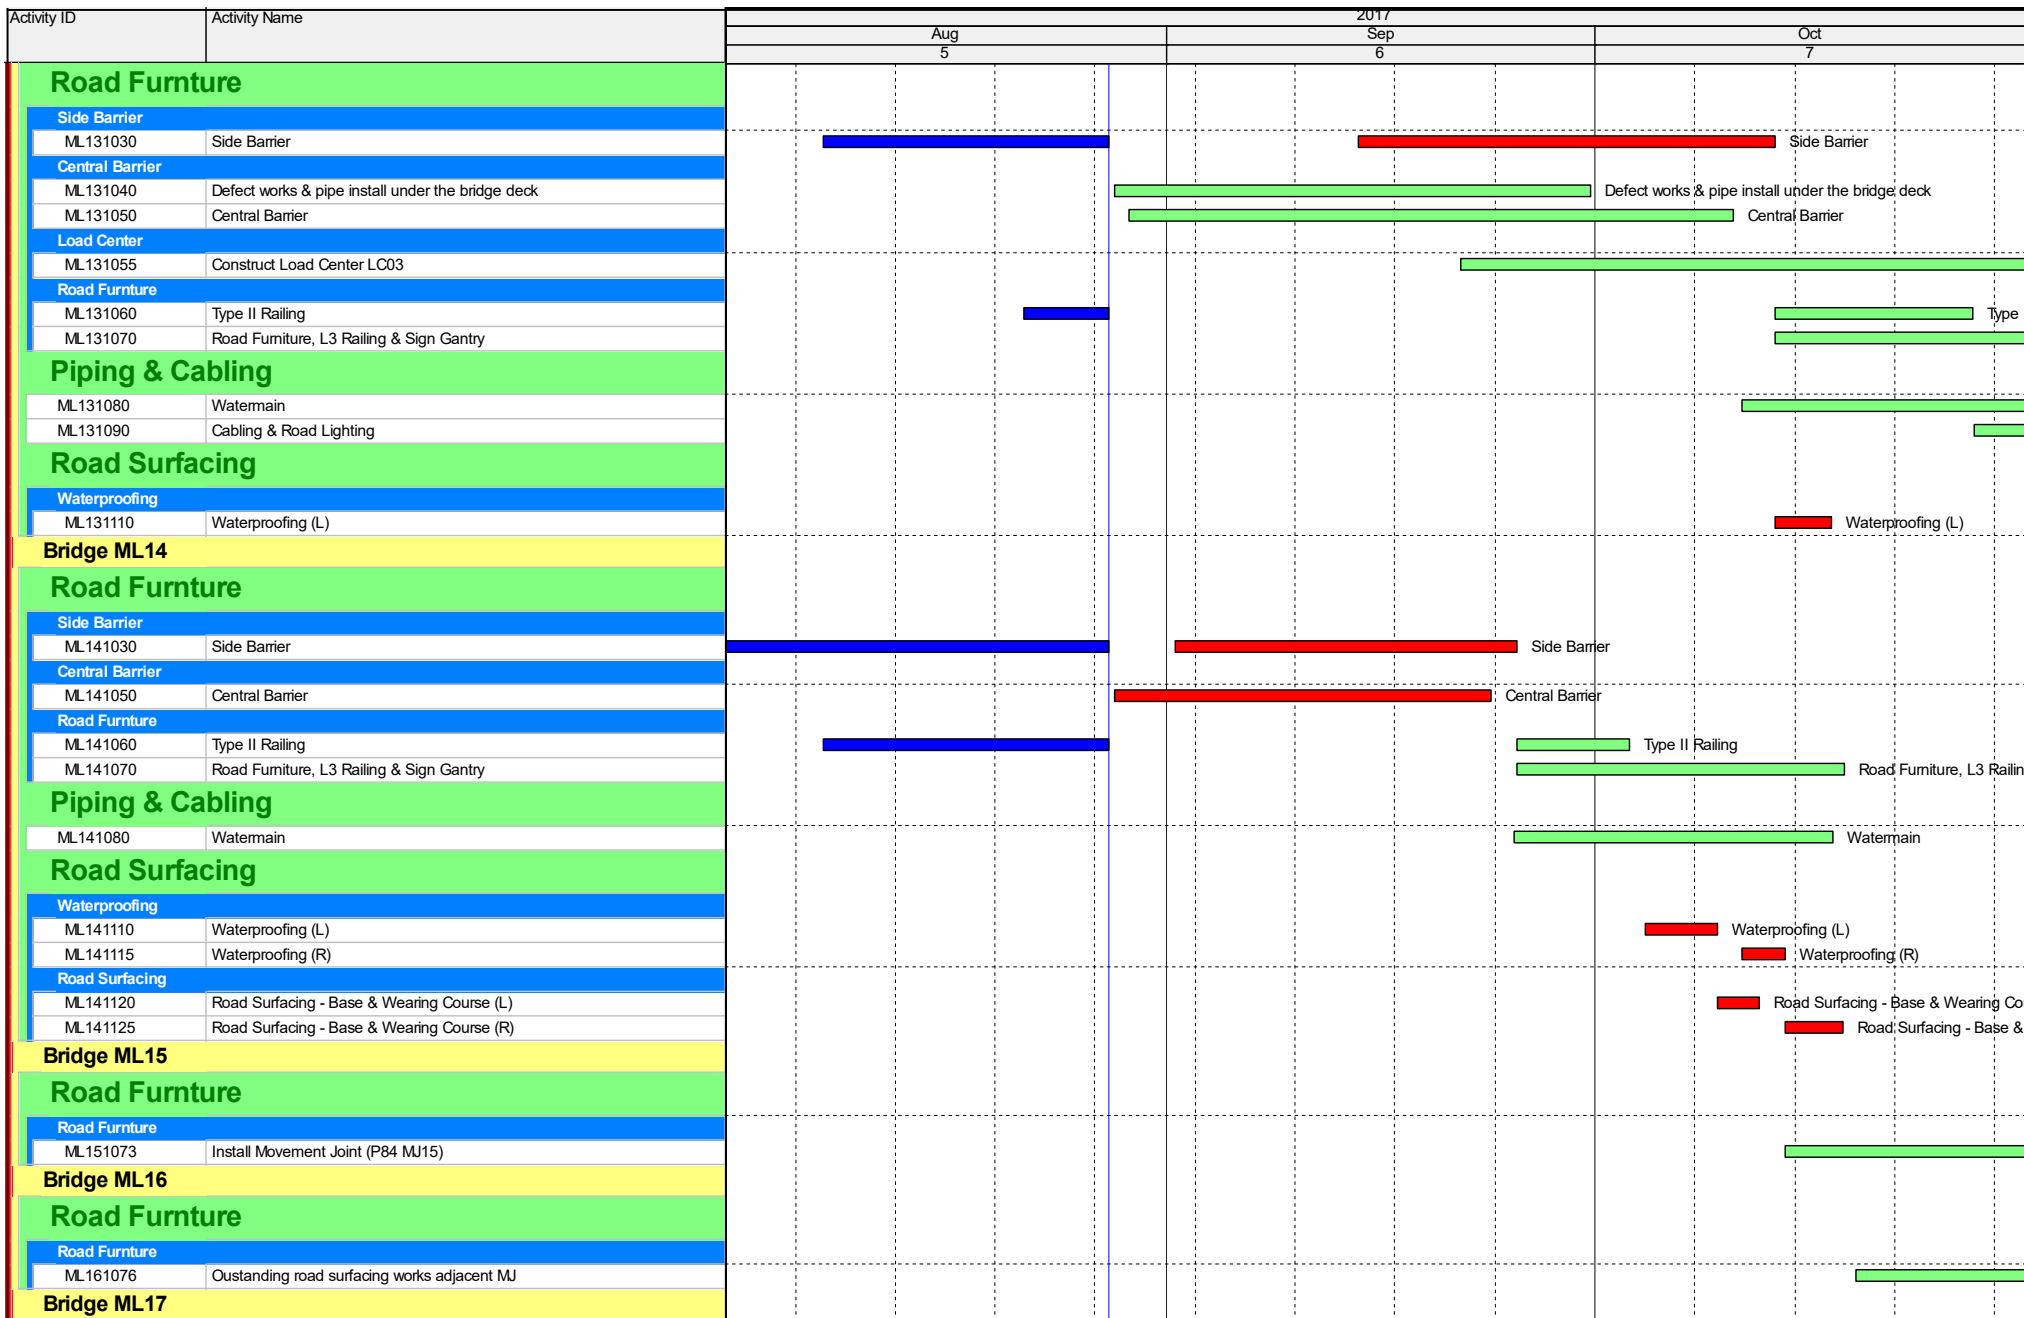 Activity ID Activity Name 2017
Aug Sep Oct
5 6 7
Road Furnture
Side Barrier
ML131030 Side Barrier Side Barrier
Central Barrier
ML131040 Defect works & pipe install under the bridge deck Defect works & pipe install under the bridge deck
ML131050 Central Barrier Central Barrier
Load Center
ML131055 Construct Load Center LC03
Road Furnture
ML131060 Type II Railing Type
ML131070 Road Furniture, L3 Railing & Sign Gantry
Piping & Cabling
ML131080 Watermain
ML131090 Cabling & Road Lighting
Road Surfacing
Waterproofing
ML131110 Waterproofing (L) Waterproofing (L)
Bridge ML14
Road Furnture
Side Barrier
ML141030 Side Barrier Side Barrier
Central Barrier
ML141050 Central Barrier Central Barrier
Road Furnture
ML141060 Type II Railing Type II Railing
ML141070 Road Furniture, L3 Railing & Sign Gantry Road Furniture, L3 Railin
Piping & Cabling
ML141080 Watermain Watermain
Road Surfacing
Waterproofing
ML141110 Waterproofing (L) Waterproofing (L)
ML141115 Waterproofing (R) Waterproofing (R)
Road Surfacing
ML141120 Road Surfacing - Base & Wearing Course (L) Road Surfacing - Base & Wearing Co
ML141125 Road Surfacing - Base & Wearing Course (R) Road Surfacing - Base &
Bridge ML15
Road Furnture
Road Furnture
ML151073 Install Movement Joint (P84 MJ15)
Bridge ML16
Road Furnture
Road Furnture
ML161076 Oustanding road surfacing works adjacent MJ
Bridge ML17